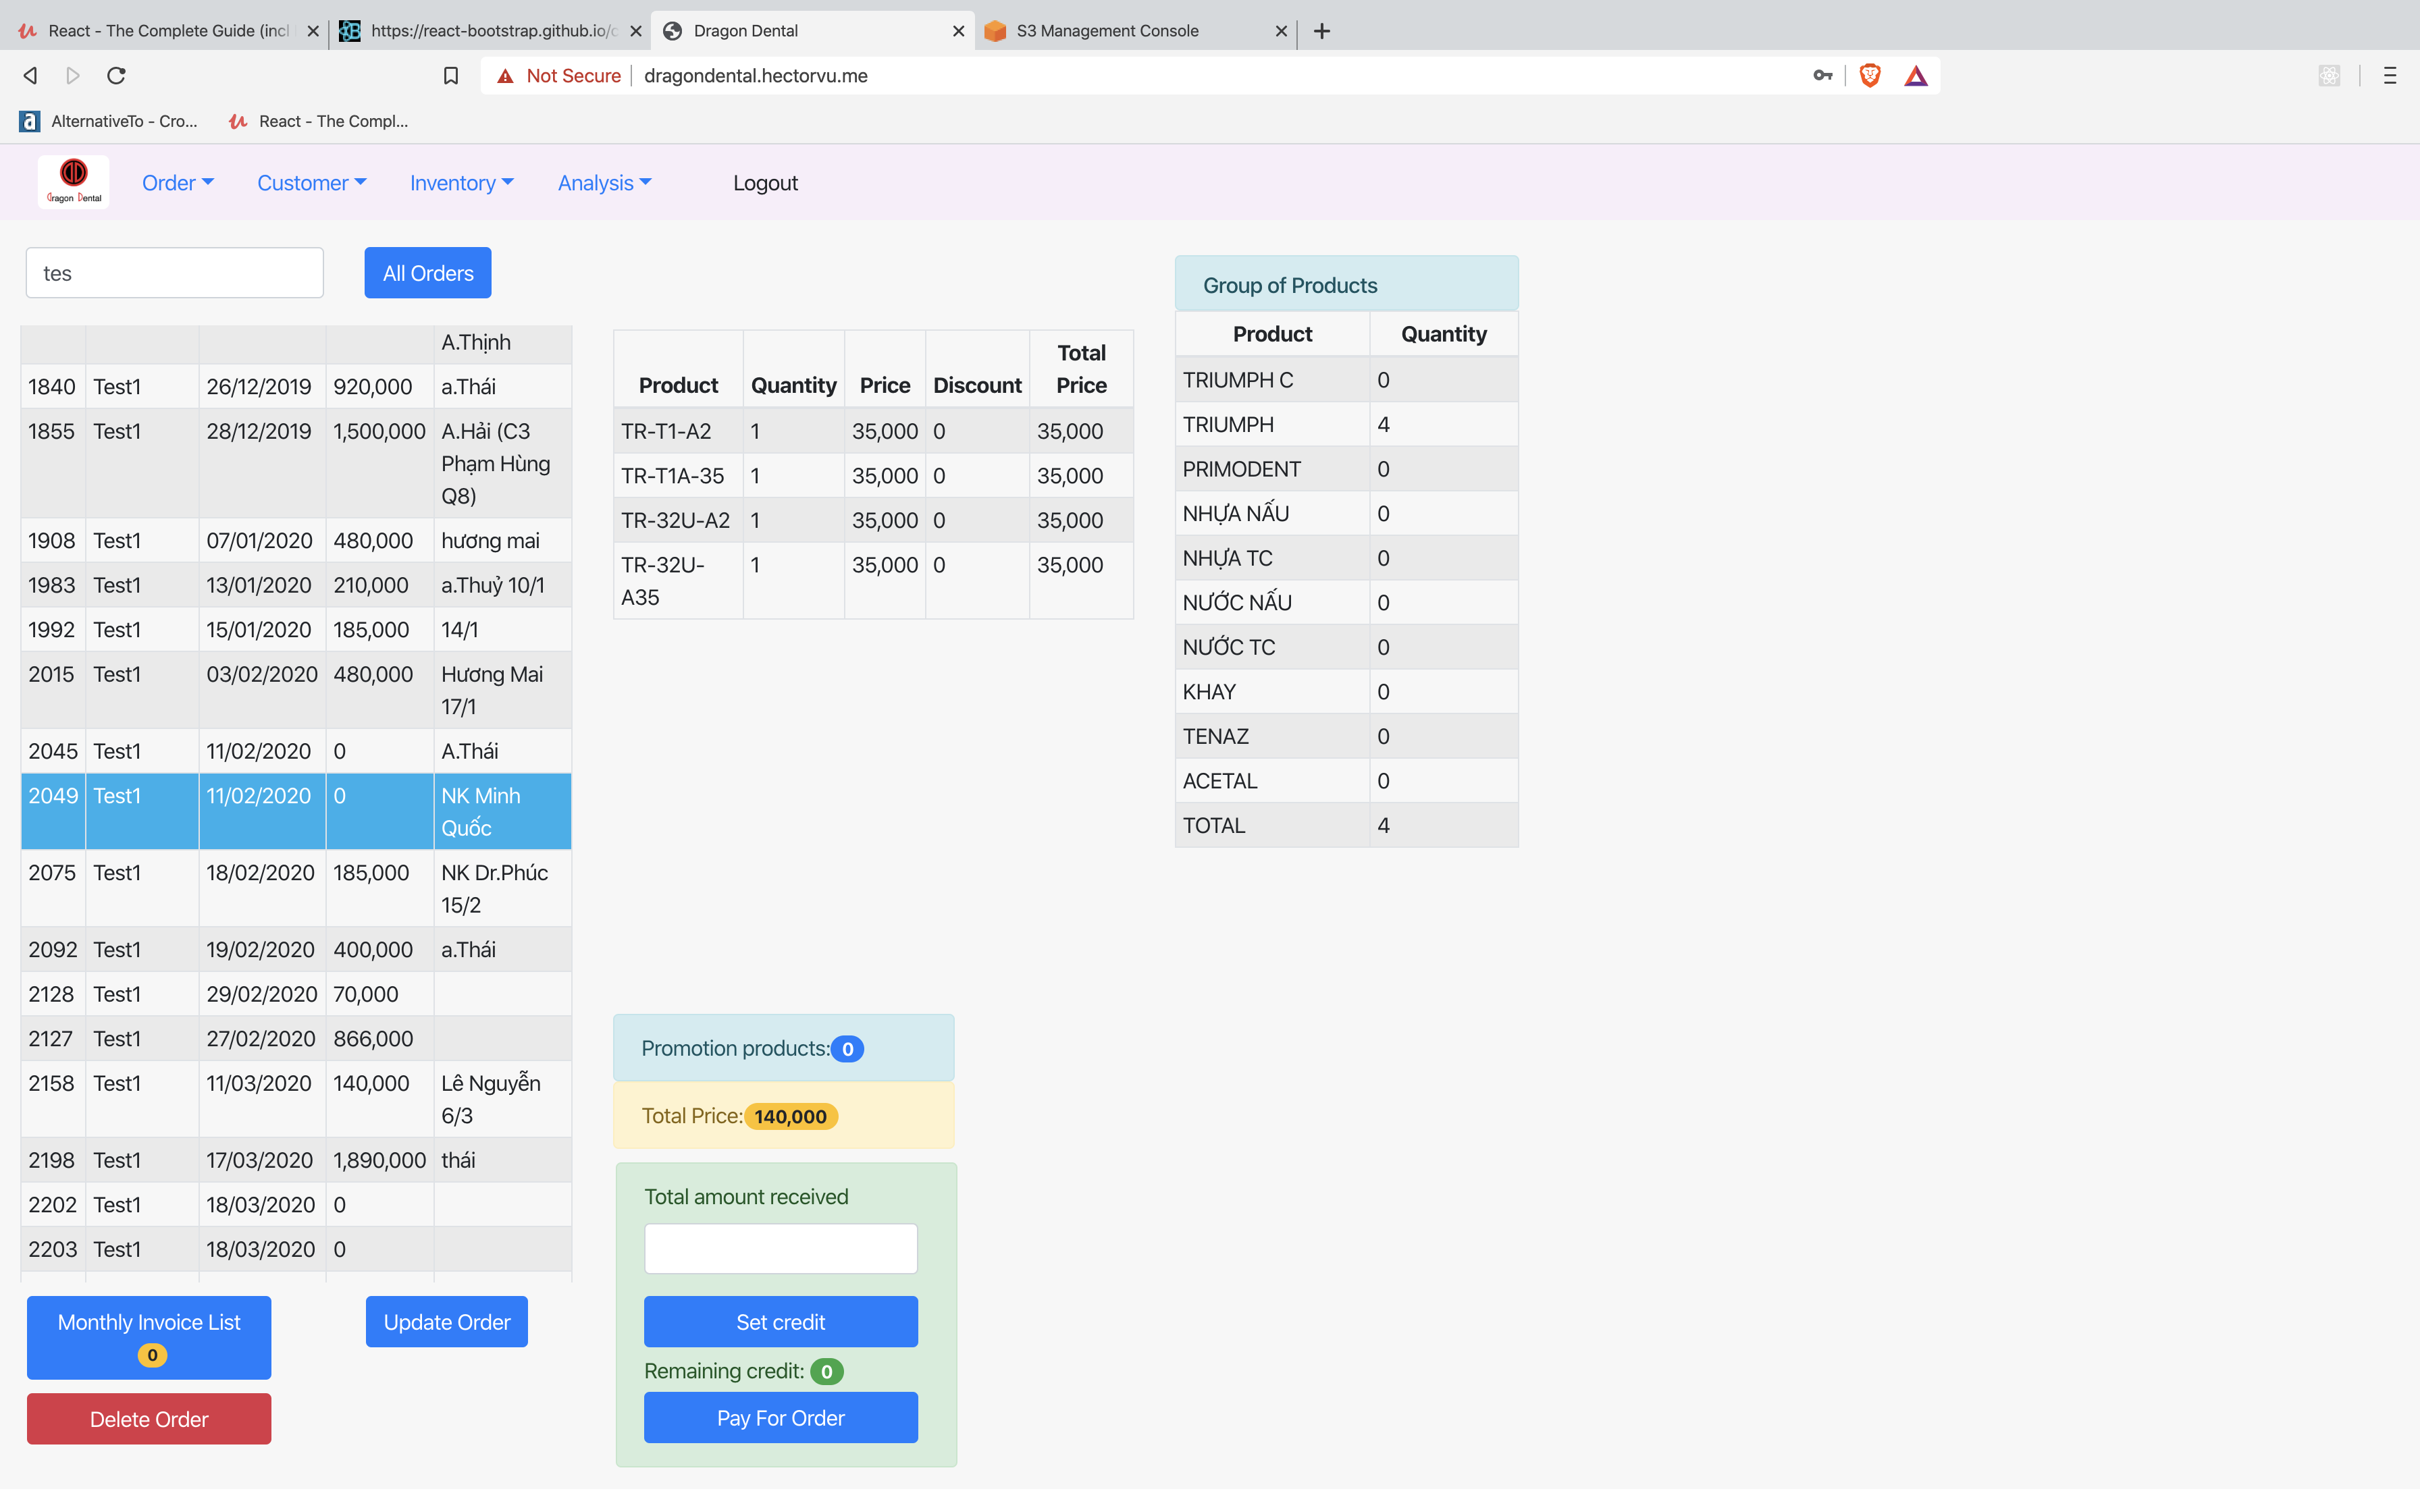 React - The Complete Guide (incl
https://react-bootstrap.github.io/c
Dragon Dental
S3 Management Console
Not Secure
dragondental.hectorvu.me
AlternativeTo - Cro...
React - The Compl...
Dragon Dental
Order
Customer
Inventory
Analysis
Logout
tes
All Orders
A.Thịnh
1840 Test1 26/12/2019 920,000 a.Thái
1855 Test1 28/12/2019 1,500,000 A.Hải (C3
Phạm Hùng
Q8)
1908 Test1 07/01/2020 480,000 hương mai
1983 Test1 13/01/2020 210,000 a.Thuỷ 10/1
1992 Test1 15/01/2020 185,000 14/1
2015 Test1 03/02/2020 480,000 Hương Mai
17/1
2045 Test1 11/02/2020 0 A.Thái
2049 Test1 11/02/2020 0 NK Minh
Quốc
2075 Test1 18/02/2020 185,000 NK Dr.Phúc
15/2
2092 Test1 19/02/2020 400,000 a.Thái
2128 Test1 29/02/2020 70,000
2127 Test1 27/02/2020 866,000
2158 Test1 11/03/2020 140,000 Lê Nguyễn
6/3
2198 Test1 17/03/2020 1,890,000 thái
2202 Test1 18/03/2020 0
2203 Test1 18/03/2020 0
Monthly Invoice List
0
Update Order
Delete Order
Total
Product Quantity Price Discount Price
TR-T1-A2 1 35,000 0 35,000
TR-T1A-35 1 35,000 0 35,000
TR-32U-A2 1 35,000 0 35,000
TR-32U- 1 35,000 0 35,000
A35
Promotion products: 0
Total Price: 140,000
Total amount received
Set credit
Remaining credit: 0
Pay For Order
Group of Products
Product Quantity
TRIUMPH C 0
TRIUMPH 4
PRIMODENT 0
NHỰA NẤU 0
NHỰA TC 0
NƯỚC NẤU 0
NƯỚC TC 0
KHAY 0
TENAZ 0
ACETAL 0
TOTAL 4